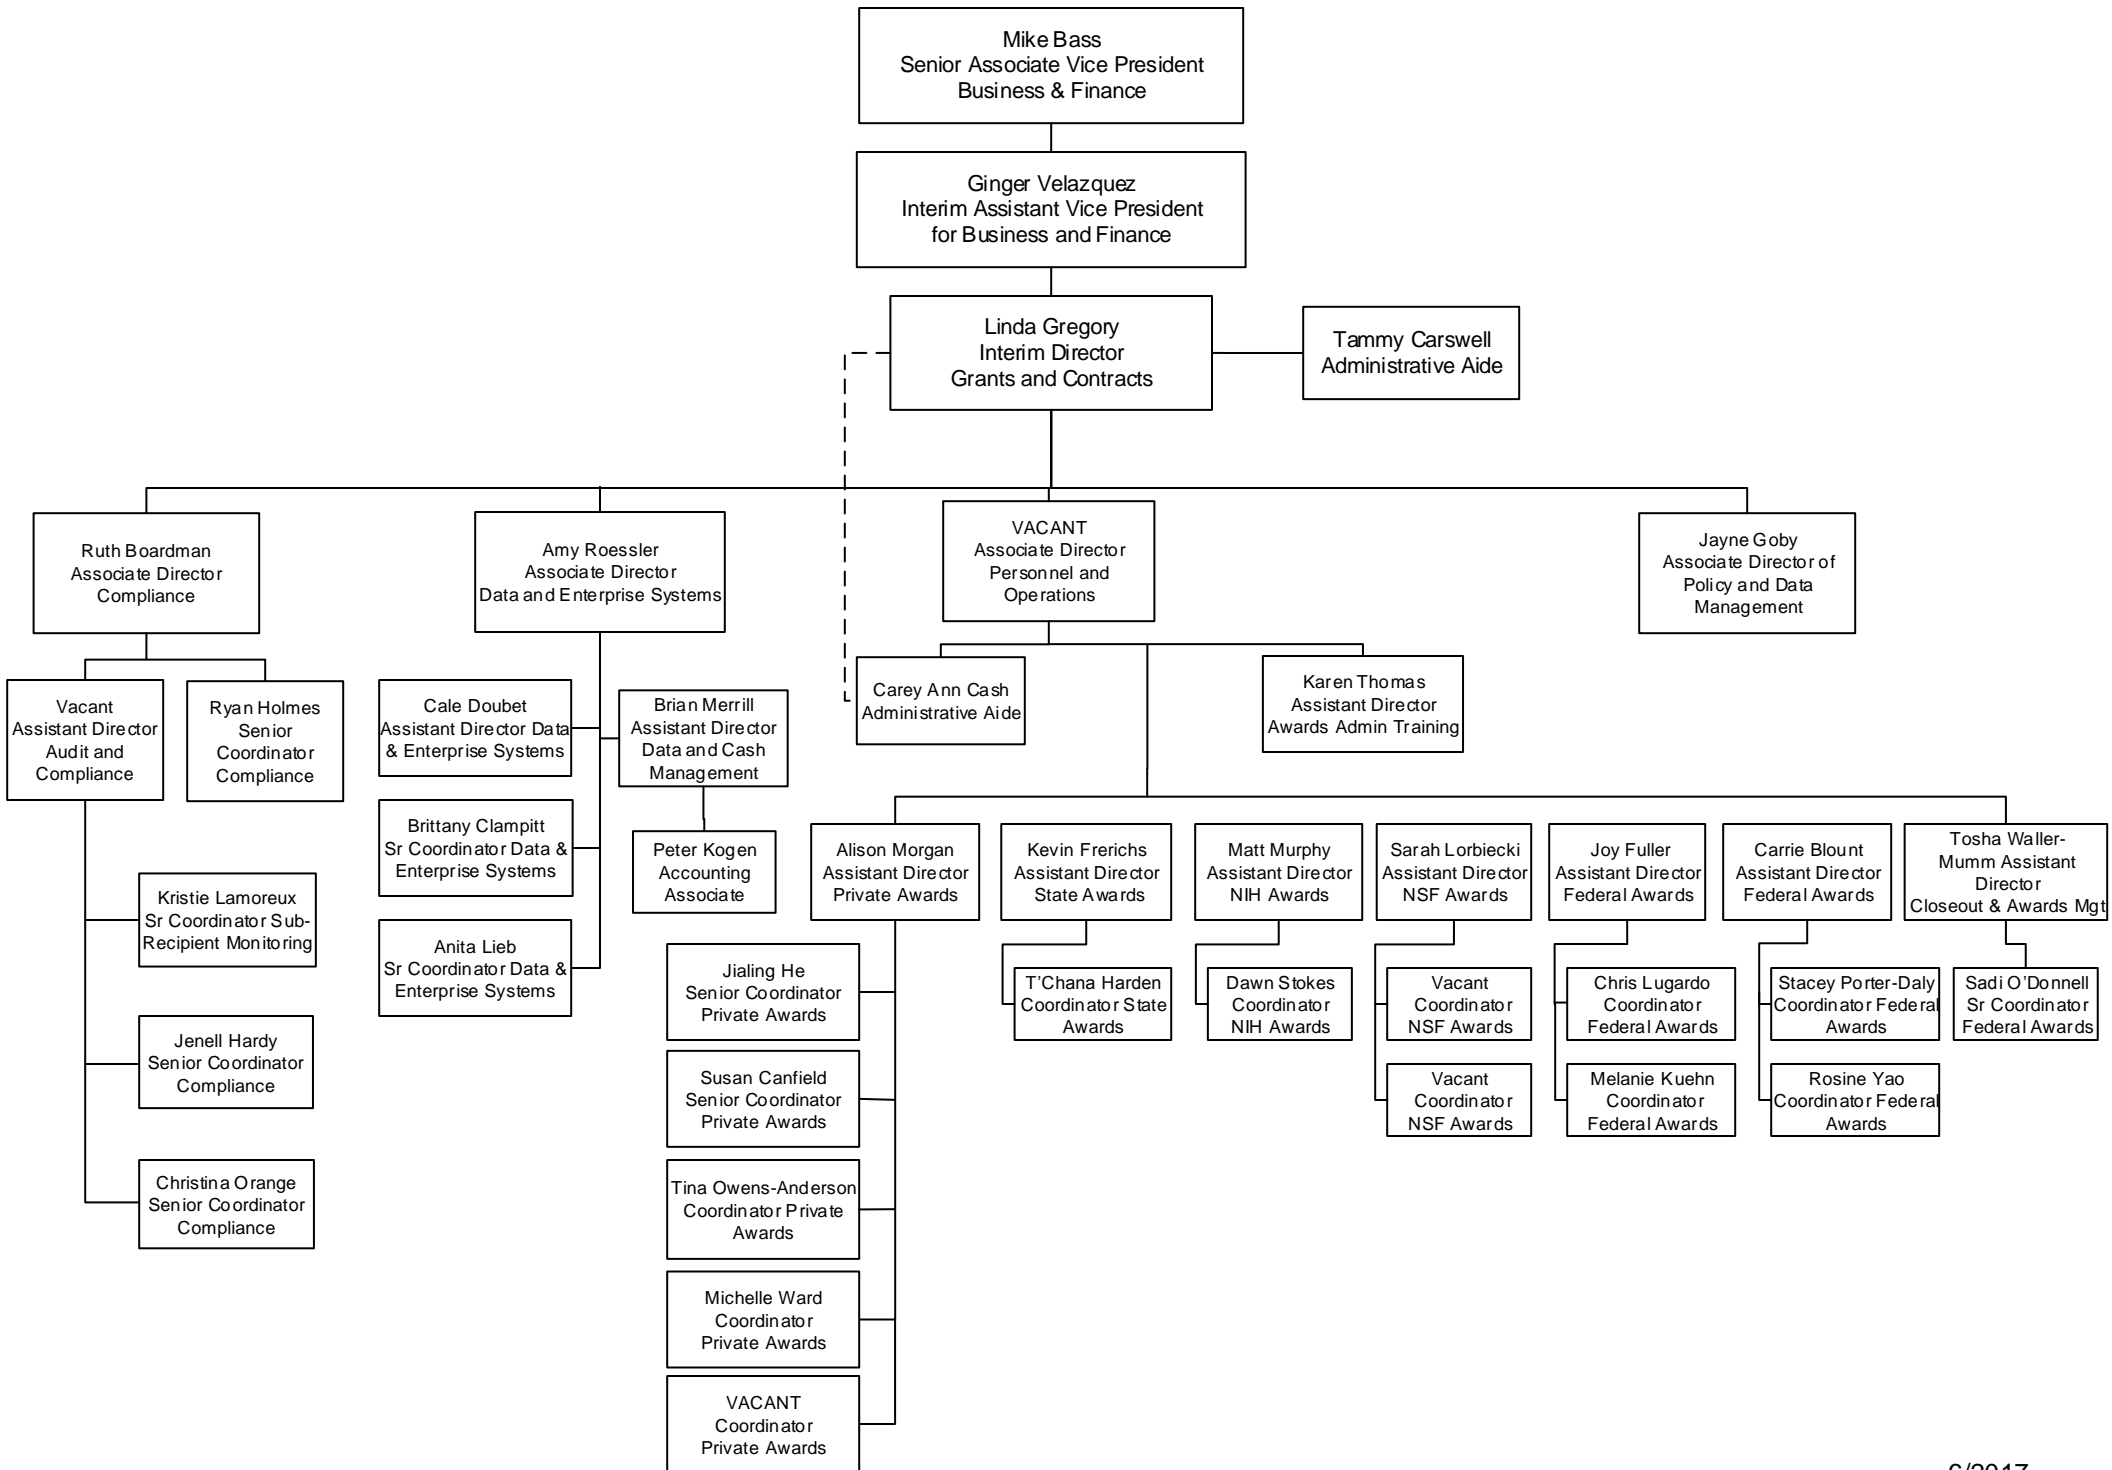 Mike Bass
Senior Associate Vice President
Business & Finance
Ginger Velazquez
Interim Assistant Vice President
for Business and Finance
Linda Gregory
Interim Director
Grants and Contracts
Tammy Carswell
Administrative Aide
Ruth Boardman
Associate Director
Compliance
Amy Roessler
Associate Director
Data and Enterprise Systems
VACANT
Associate Director
Personnel and
Operations
Jayne Goby
Associate Director of
Policy and Data
Management
Vacant
Assistant Director
Audit and
Compliance
Ryan Holmes
Senior
Coordinator
Compliance
Cale Doubet
Assistant Director Data
& Enterprise Systems
Brian Merrill
Assistant Director
Data and Cash
Management
Carey Ann Cash
Administrative Aide
Karen Thomas
Assistant Director
Awards Admin Training
Brittany Clampitt
Sr Coordinator Data &
Enterprise Systems
Peter Kogen
Accounting
Associate
Alison Morgan
Assistant Director
Private Awards
Kevin Frerichs
Assistant Director
State Awards
Matt Murphy
Assistant Director
NIH Awards
Sarah Lorbiecki
Assistant Director
NSF Awards
Joy Fuller
Assistant Director
Federal Awards
Carrie Blount
Assistant Director
Federal Awards
Tosha Waller-
Mumm Assistant
Director
Closeout & Awards Mgt
Kristie Lamoreux
Sr Coordinator Sub-
Recipient Monitoring
Anita Lieb
Sr Coordinator Data &
Enterprise Systems
Jialing He
Senior Coordinator
Private Awards
T'Chana Harden
Coordinator State
Awards
Dawn Stokes
Coordinator
NIH Awards
Vacant
Coordinator
NSF Awards
Chris Lugardo
Coordinator
Federal Awards
Stacey Porter-Daly
Coordinator Federal
Awards
Sadi O'Donnell
Sr Coordinator
Federal Awards
Jenell Hardy
Senior Coordinator
Compliance
Susan Canfield
Senior Coordinator
Private Awards
Vacant
Coordinator
NSF Awards
Melanie Kuehn
Coordinator
Federal Awards
Rosine Yao
Coordinator Federal
Awards
Christina Orange
Senior Coordinator
Compliance
Tina Owens-Anderson
Coordinator Private
Awards
Michelle Ward
Coordinator
Private Awards
VACANT
Coordinator
Private Awards
6/2017